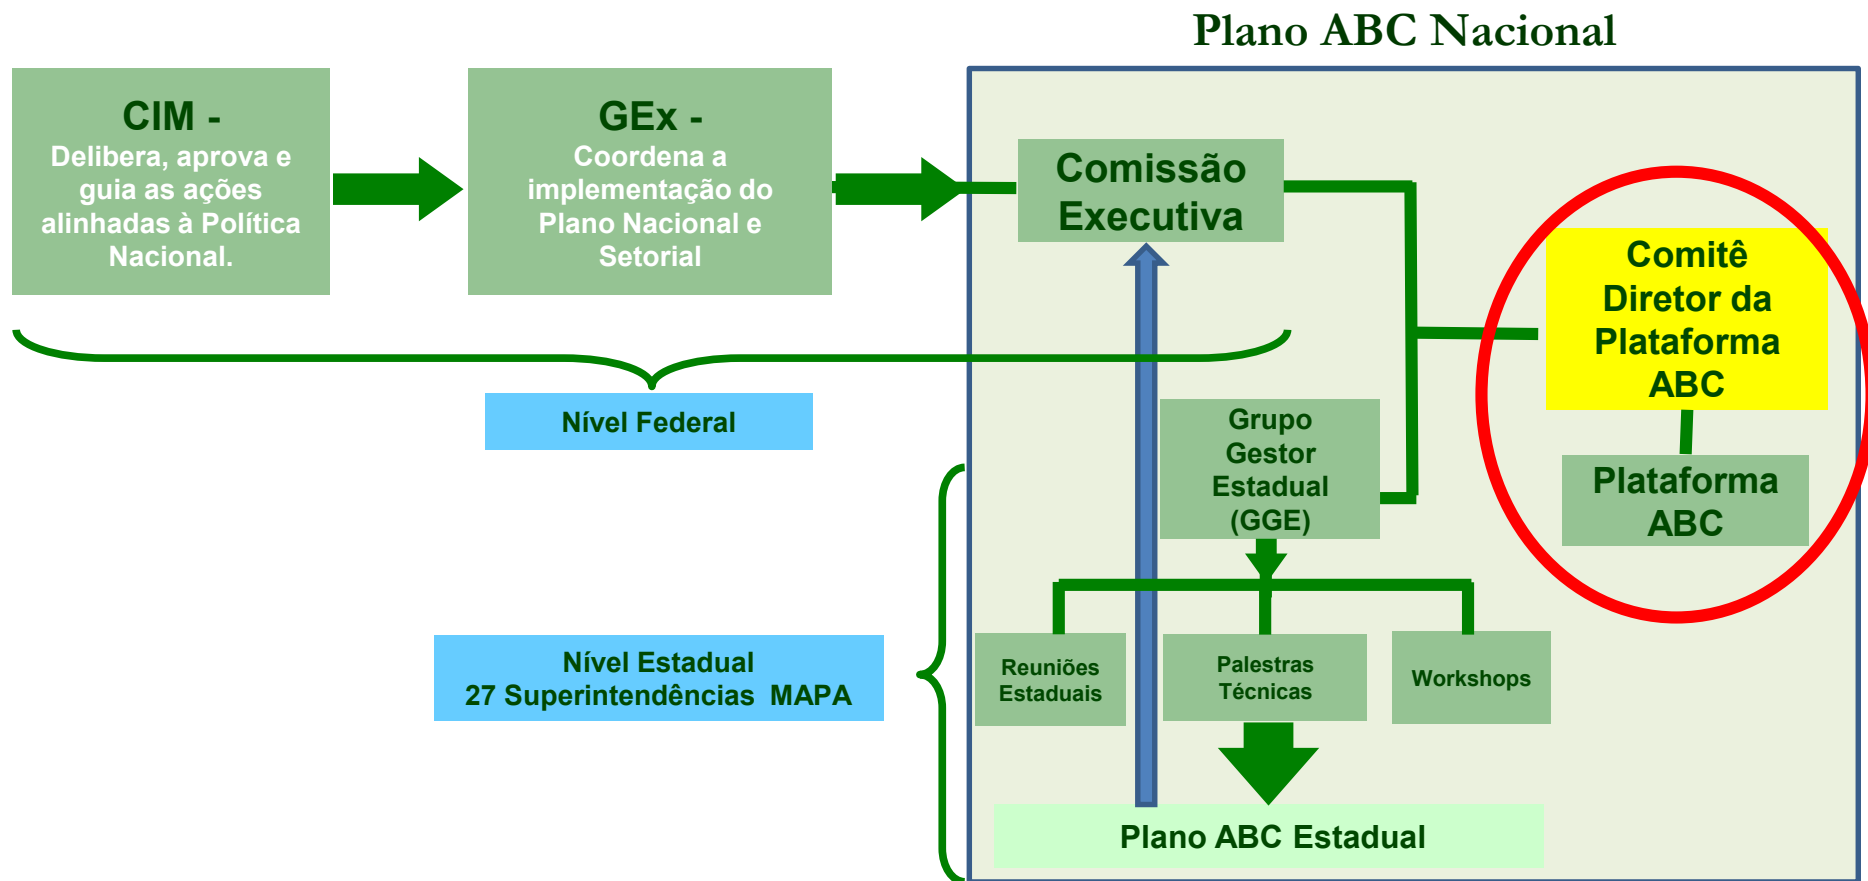 Plano ABC Nacional
CIM -
Delibera, aprova e
guia as ações
alinhadas à Política
Nacional.
GEx -
Coordena a
implementação do
Plano Nacional e
Setorial
Comissão
Executiva
Comitê
Diretor da
Plataforma
ABC
Nível Federal
Grupo
Gestor
Estadual
(GGE)
Plataforma
ABC
Nível Estadual
27 Superintendências  MAPA
Reuniões
Estaduais
Palestras
Técnicas
Workshops
Plano ABC Estadual